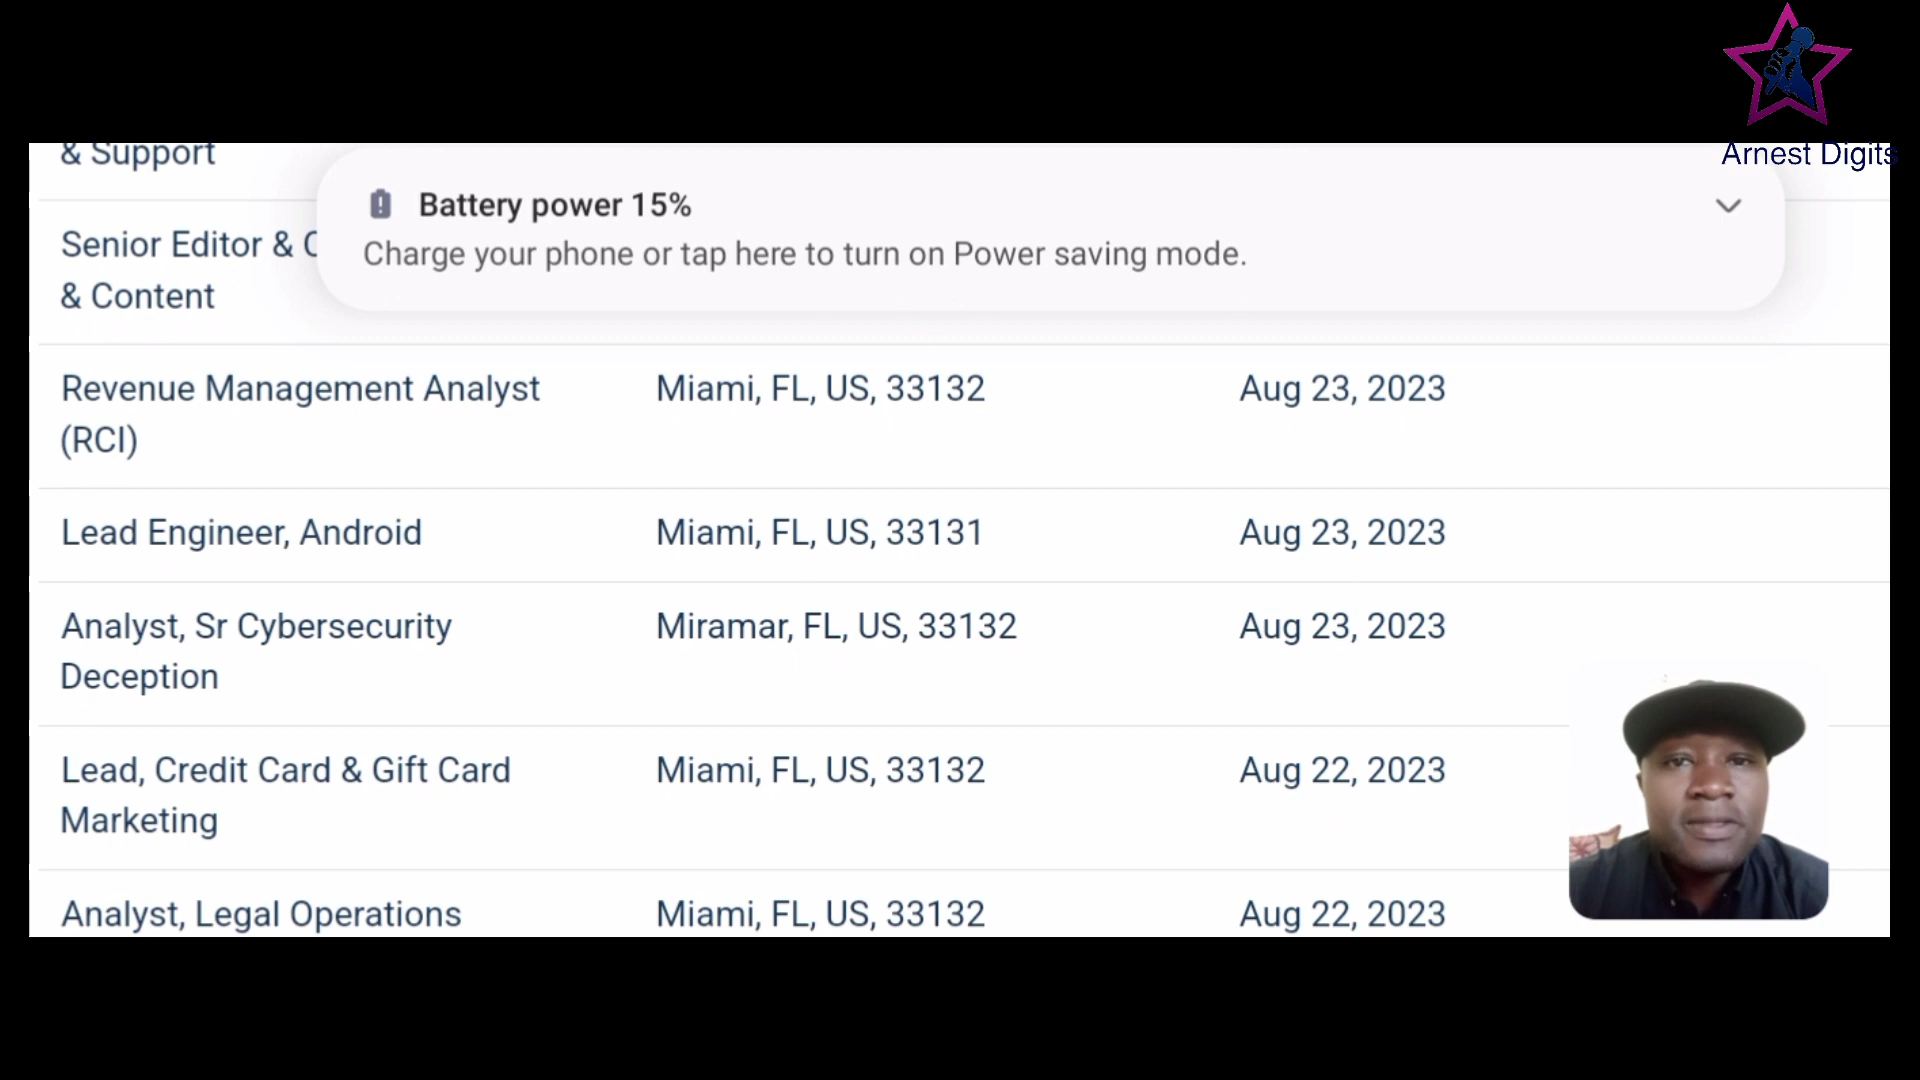 Arnest Digits
& Support
Battery power 15%
Charge your phone or tap here to turn on Power saving mode.
Senior Editor &
& Content
Revenue Management Analyst
(RCI)
Miami, FL, US, 33132
Aug 23, 2023
Lead Engineer, Android
Miami, FL, US, 33131
Aug 23, 2023
Analyst, Sr Cybersecurity
Deception
Miramar, FL, US, 33132
Aug 23, 2023
Lead, Credit Card & Gift Card
Marketing
Miami, FL, US, 33132
Aug 22, 2023
Analyst, Legal Operations
Miami, FL, US, 33132
Aug 22, 2023